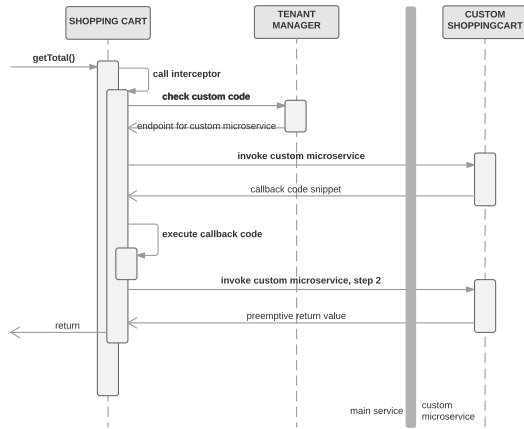 SHOPPING CART
TENANT
MANAGER
CUSTOM
SHOPPINGCART
getTotal()
call interceptor
check custom code
endpoint for custom microservice
invoke custom microservice
callback code snippet
execute callback code
invoke custom microservice, step 2
preemptive return value
return
main service
custom
microservice